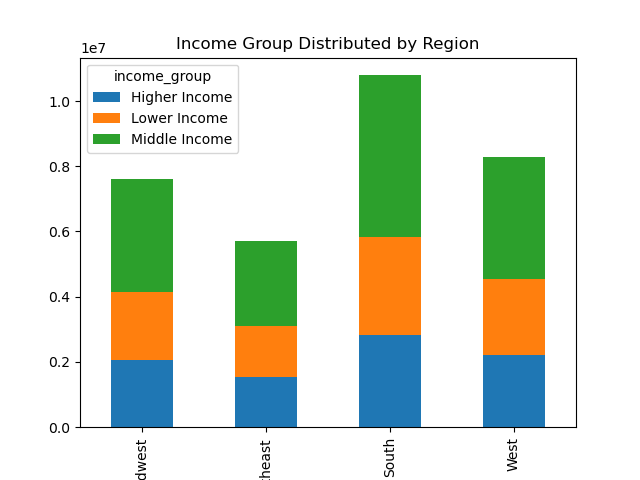 Income Group Distributed by Region
1e7
income_group
Higher Income
Lower Income
Middle Income
1.0
0.8
0.6
0.4
0.2
0.0
dwest
theast
South
West